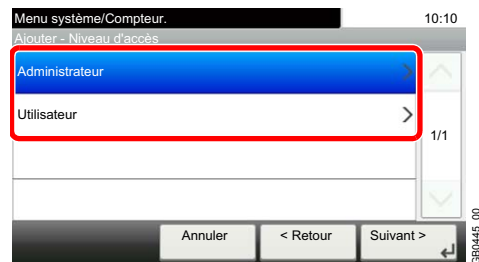 Menu système/Compteur. 10:10
Ajouter - Niveau d'accès
Administrateur
Utilisateur
1/1
Annuler < Retour Suivant >
GB0445_00